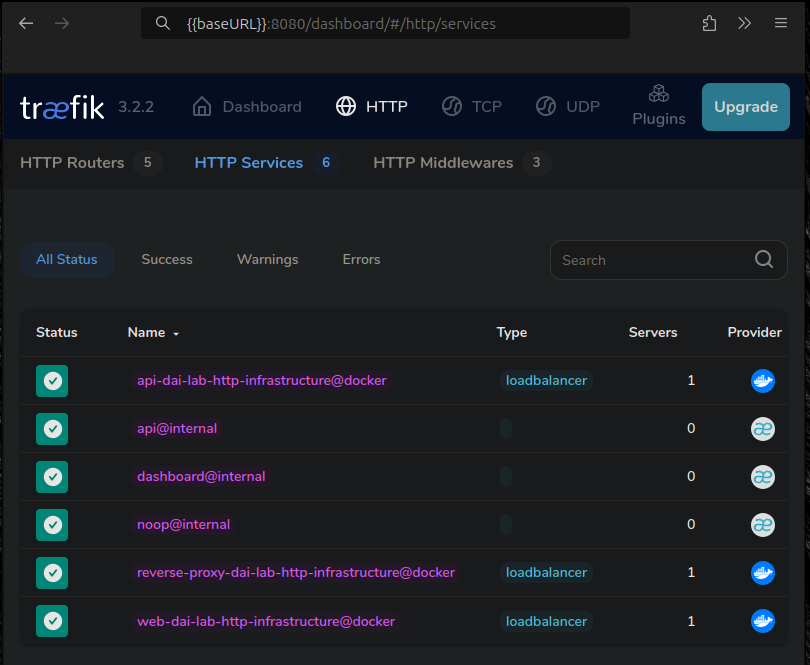 {{baseURL}}:8080/dashboard/#/http/services
træfik 3.2.2 Dashboard HTTP TCP UDP Plugins Upgrade
HTTP Routers 5 HTTP Services 6 HTTP Middlewares 3
All Status Success Warnings Errors Search
Status Name Type Servers Provider
api-dai-lab-http-infrastructure@docker loadbalancer 1
api@internal 0 æ
dashboard@internal 0 æ
noop@internal 0 æ
reverse-proxy-dai-lab-http-infrastructure@docker loadbalancer 1
web-dai-lab-http-infrastructure@docker loadbalancer 1